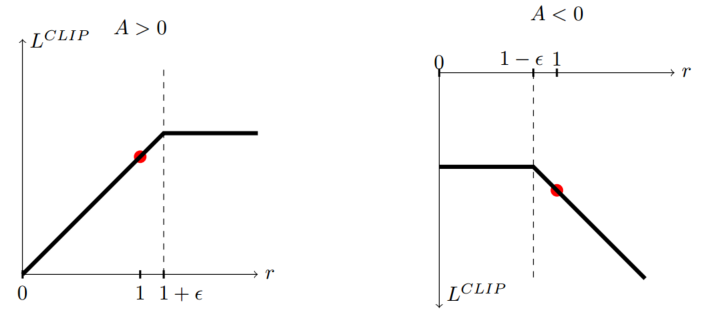 A > 0
L^{CLIP}
r
0 1 1 + ϵ
A < 0
0 1 − ϵ 1
r
L^{CLIP}